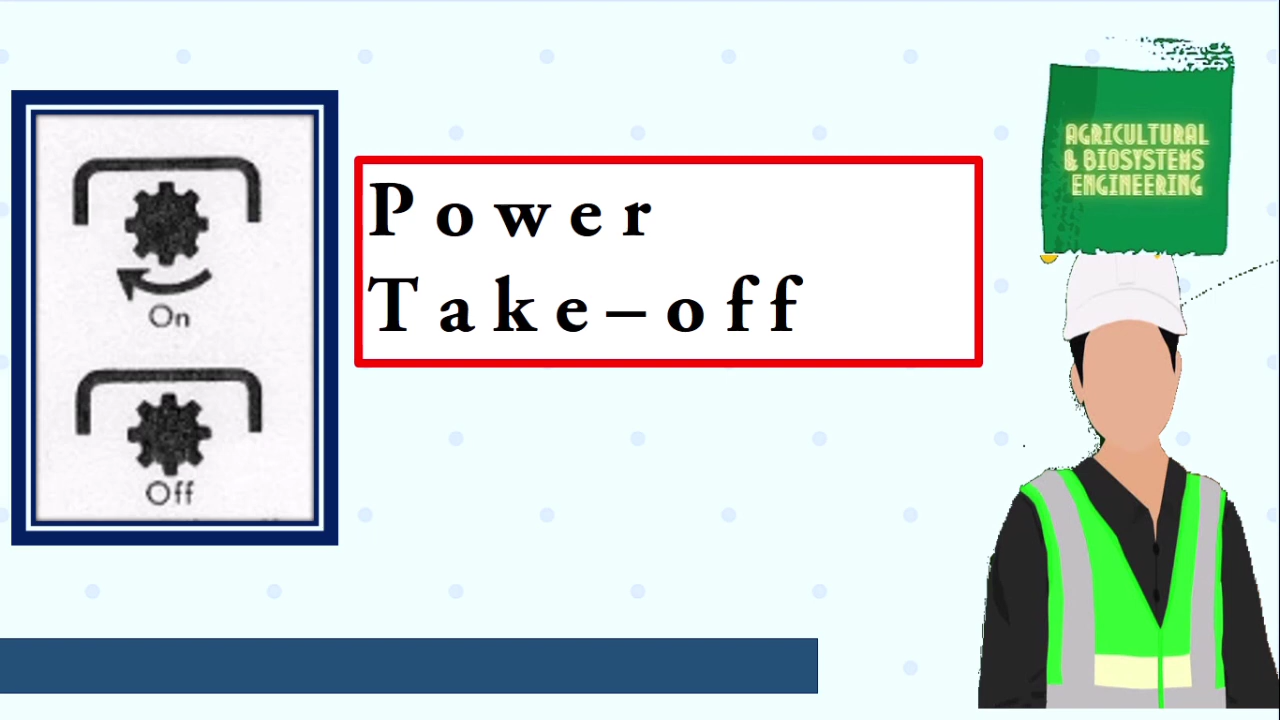 On
Off
Power
Take–off
AGRICULTURAL
& BIOSYSTEMS
ENGINEERING